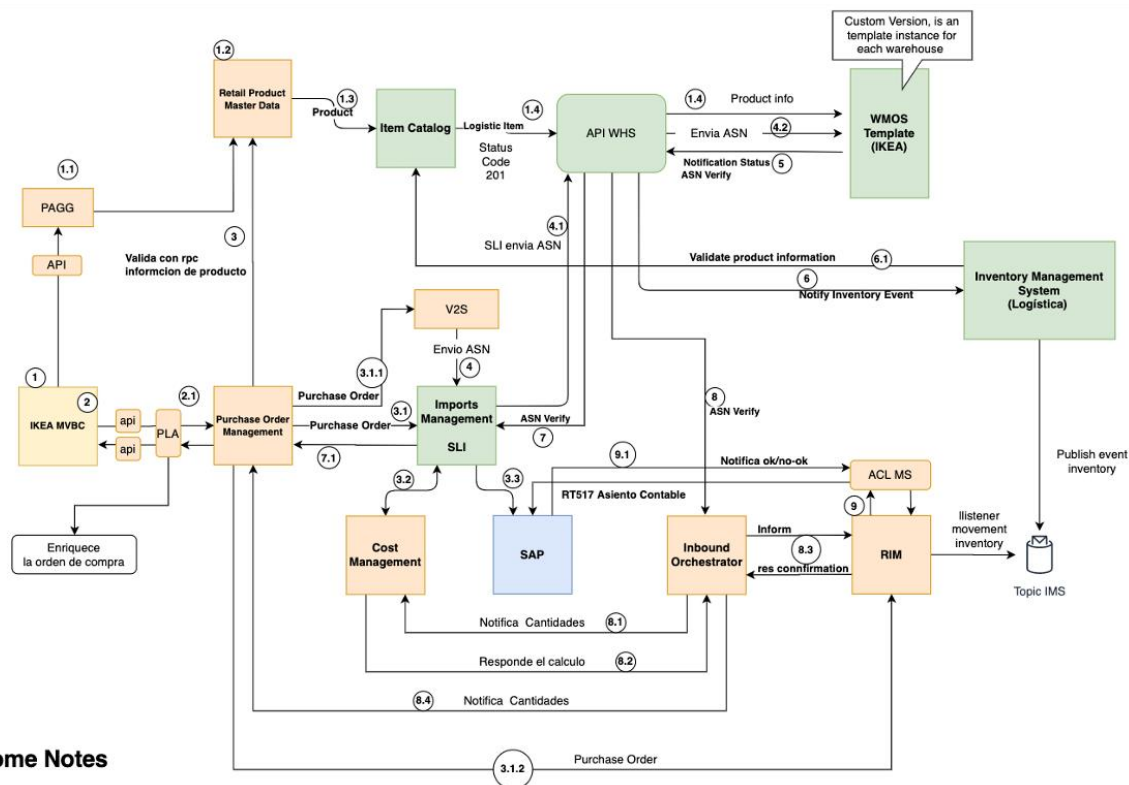 Custom Version, is an
template instance for
each warehouse
1.2
Retail Product
Master Data
1.3
Product
Item Catalog
1.4
Logistic Item
Status
Code
201
API WHS
1.4
Product info
Envia ASN
4.2
Notification Status
5
ASN Verify
WMOS
Template
(IKEA)
1.1
PAGG
API
3
Valida con rpc
informcion de producto
4.1
SLI envia ASN
Validate product information
6.1
6
Notify Inventory Event
Inventory Management
System
(Logística)
V2S
Envio ASN
4
3.1.1
Purchase Order
1
IKEA MVBC
2
api
api
2.1
PLA
Purchase Order
Management
Purchase Order
3.1
7.1
Imports
Management
SLI
ASN Verify
7
8
ASN Verify
3.2
3.3
9.1
Notifica ok/no-ok
RT517 Asiento Contable
ACL MS
9
Publish event
inventory
Enriquece
la orden de compra
Cost
Management
SAP
Inbound
Orchestrator
Inform
8.3
res connfirmation
RIM
llistener
movement
inventory
Topic IMS
Notifica Cantidades
8.1
Responde el calculo
8.2
8.4
Notifica Cantidades
ome Notes
3.1.2
Purchase Order